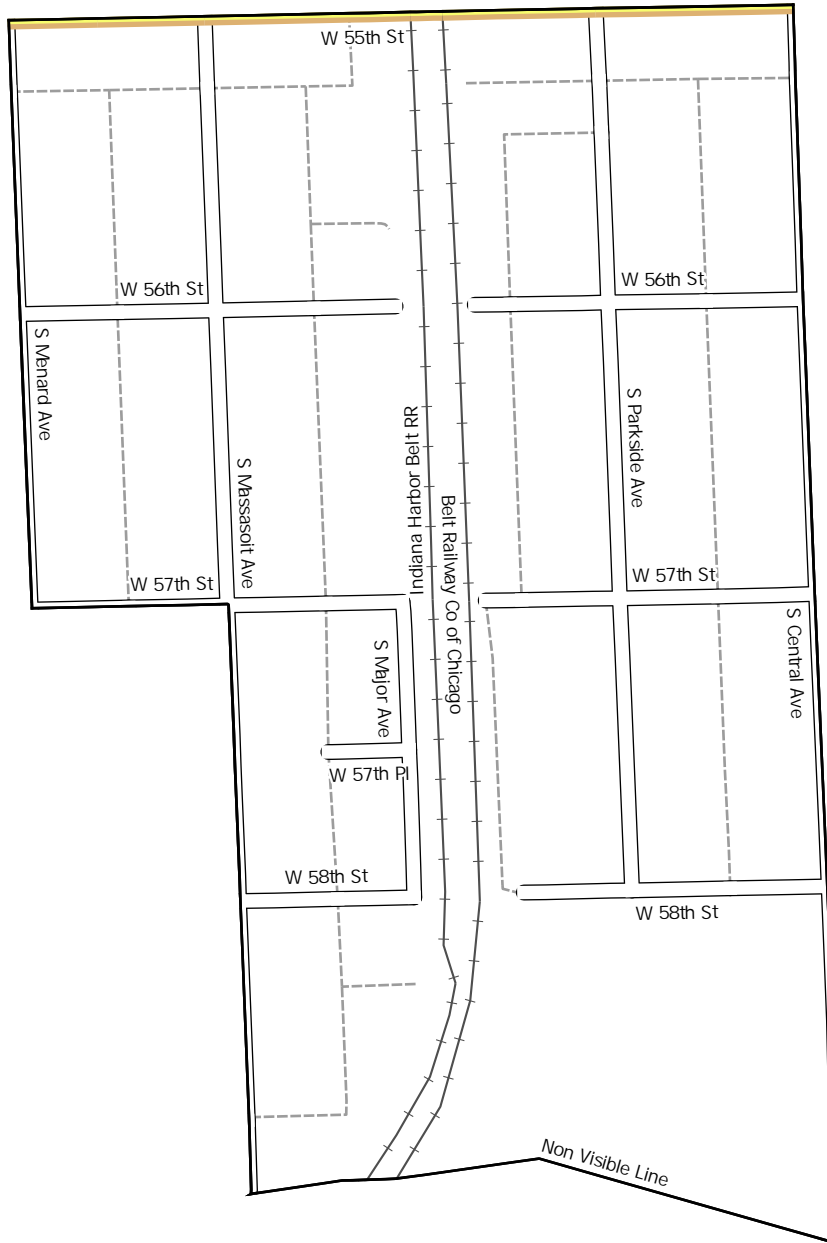 W 55th St
W 56th St
W 56th St
S Menard Ave
S Parkside Ave
Indiana Harbor Belt RR
S Massasoit Ave
Belt Railway Co of Chicago
W 57th St
W 57th St
S Central Ave
S Major Ave
W 57th Pl
W 58th St
W 58th St
Non Visible Line